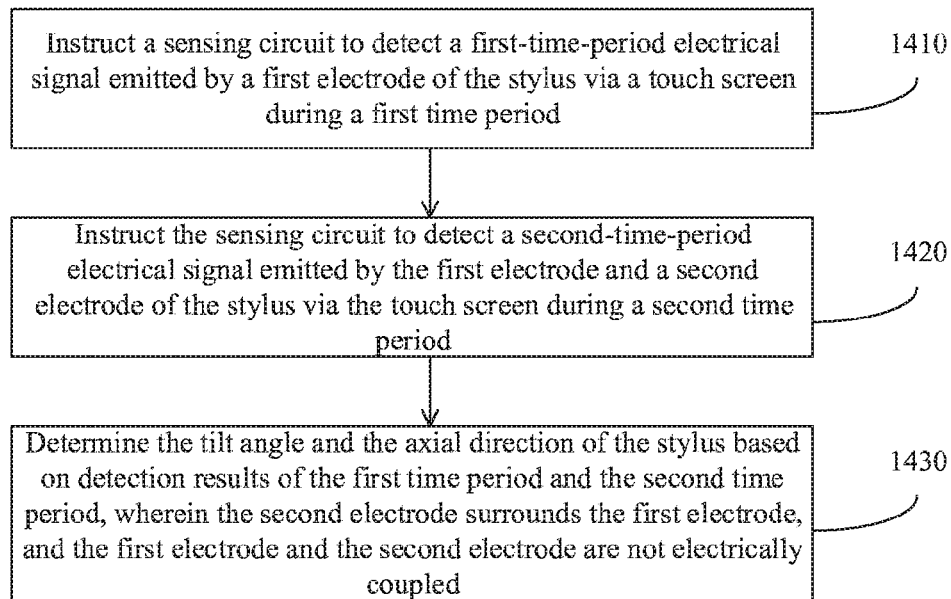 Instruct a sensing circuit to detect a first-time-period electrical
signal emitted by a first electrode of the stylus via a touch screen
during a first time period
1410
Instruct the sensing circuit to detect a second-time-period
electrical signal emitted by the first electrode and a second
electrode of the stylus via the touch screen during a second time
period
1420
Determine the tilt angle and the axial direction of the stylus based
on detection results of the first time period and the second time
period, wherein the second electrode surrounds the first electrode,
and the first electrode and the second electrode are not electrically
coupled
1430